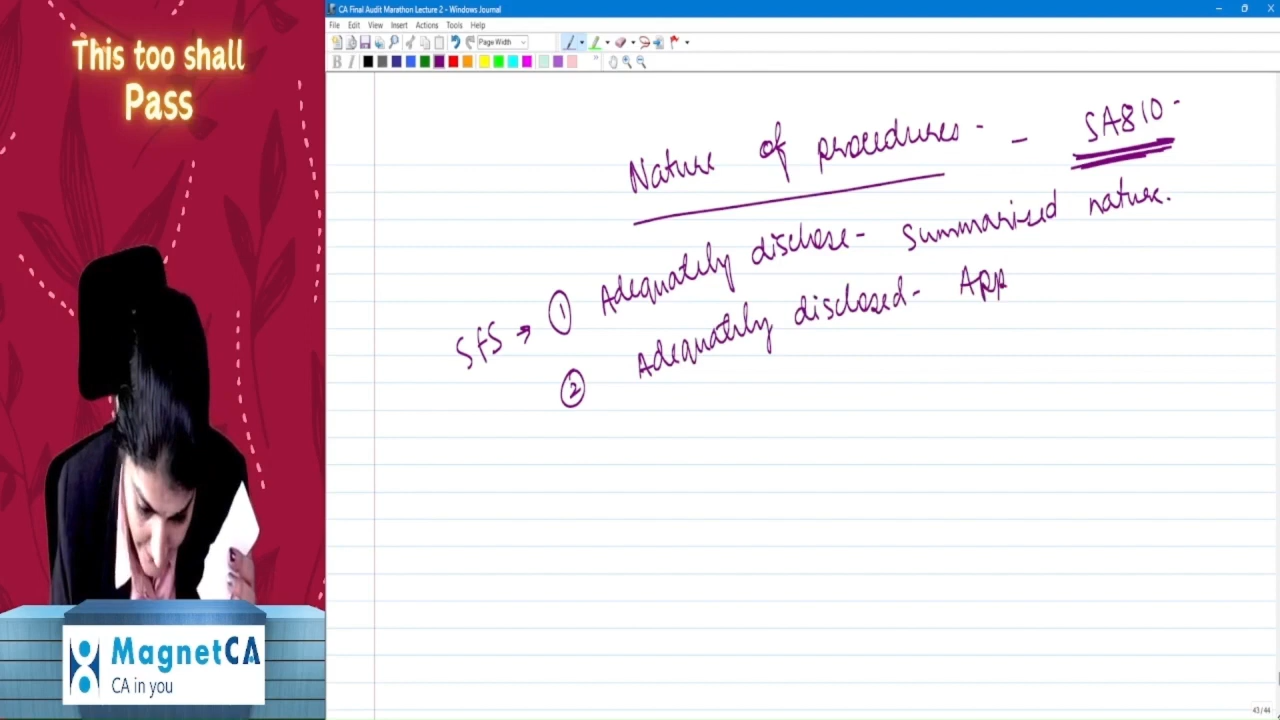 This too shall
Pass
MagnetCA
CA in you
CA Final Audit Marathon Lecture 2 - Windows Journal
File Edit View Insert Actions Tools Help
Page Width
B I
Nature of procedures - - SA810 -
SFS → ① Adequately disclose - summarised nature.
② Adequately disclosed - App
43/44